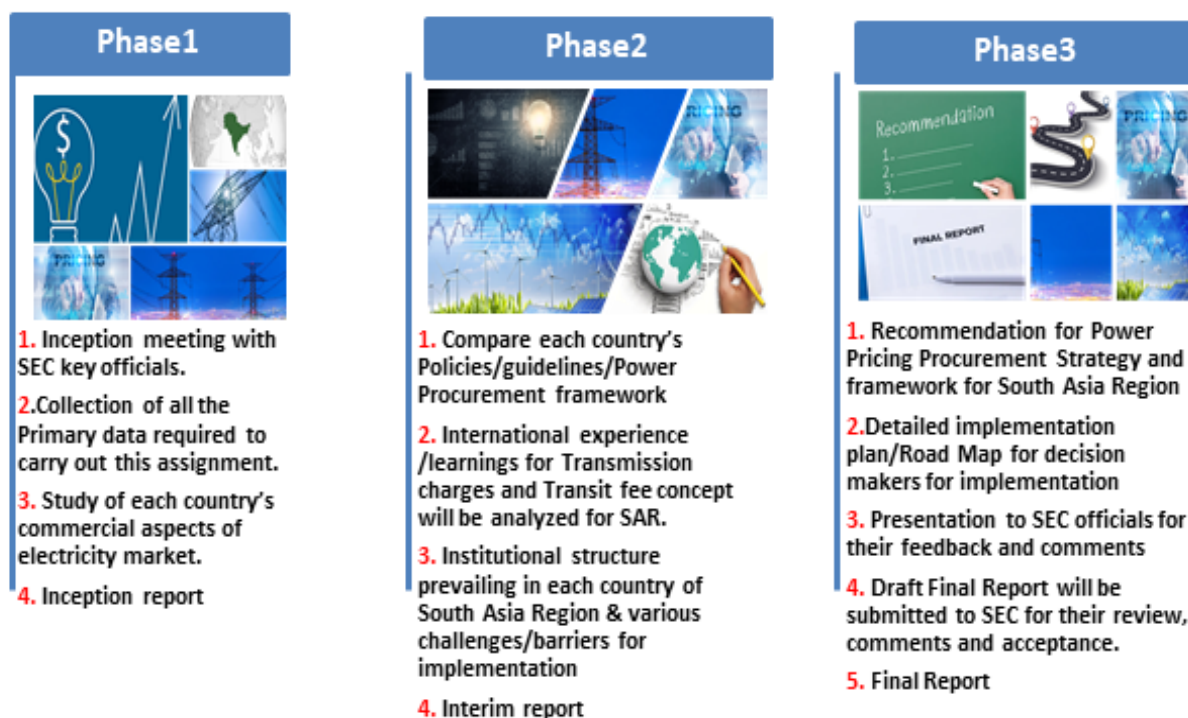 Phase1
PRICING
1. Inception meeting with
SEC key officials.
2.Collection of all the
Primary data required to
carry out this assignment.
3. Study of each country's
commercial aspects of
electricity market.
4. Inception report
Phase2
PRICING
1. Compare each country's
Policies/guidelines/Power
Procurement framework
2. International experience
/learnings for Transmission
charges and Transit fee concept
will be analyzed for SAR.
3. Institutional structure
prevailing in each country of
South Asia Region & various
challenges/barriers for
implementation
4. Interim report
Phase3
Recommendation
1.
2.
3.
PRICING
FINAL REPORT
1. Recommendation for Power
Pricing Procurement Strategy and
framework for South Asia Region
2.Detailed implementation
plan/Road Map for decision
makers for implementation
3. Presentation to SEC officials for
their feedback and comments
4. Draft Final Report will be
submitted to SEC for their review,
comments and acceptance.
5. Final Report